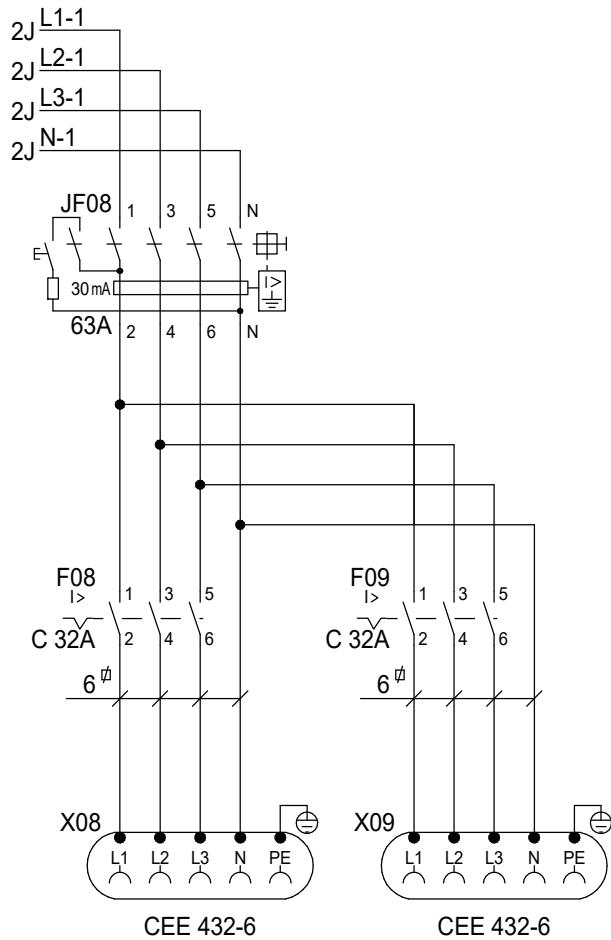 2J L1-1
2J L2-1
2J L3-1
2J N-1
JF08 1 3 5 N
30 mA I>
63A 2 4 6 N
F08 1 3 5
I>
C 32A 2 4 6
F09 1 3 5
I>
C 32A 2 4 6
6
6
X08
L1 L2 L3 N PE
X09
L1 L2 L3 N PE
CEE 432-6
CEE 432-6